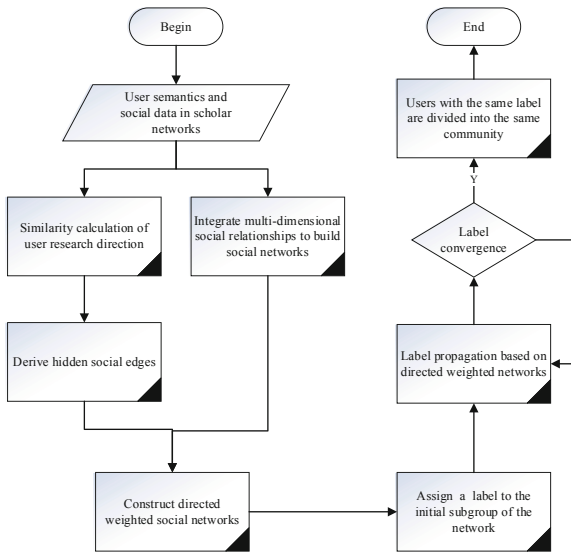 Begin
User semantics and
social data in scholar
networks
Similarity calculation of
user research direction
Integrate multi-dimensional
social relationships to build
social networks
Derive hidden social edges
Construct directed
weighted social networks
Assign a label to the
initial subgroup of the
network
Label propagation based on
directed weighted networks
Label
convergence
Y
Users with the same label
are divided into the same
community
End